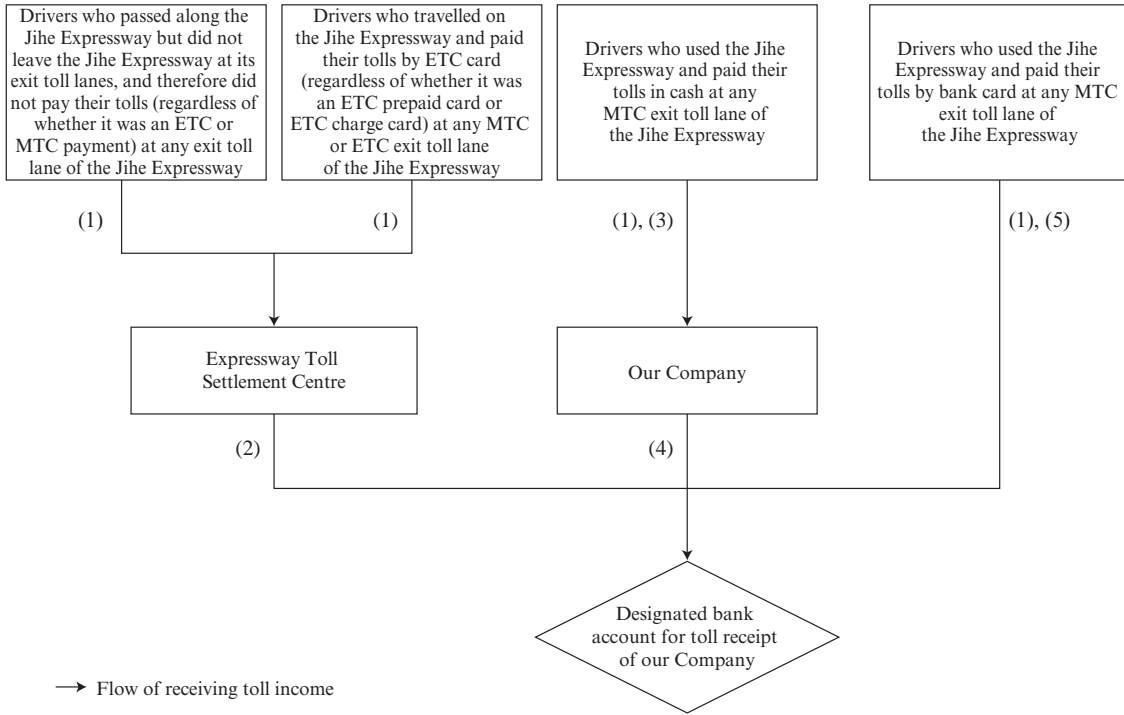 Drivers who passed along the
Jihe Expressway but did not
leave the Jihe Expressway at its
exit toll lanes, and therefore did
not pay their tolls (regardless of
whether it was an ETC or
MTC payment) at any exit toll
lane of the Jihe Expressway
Drivers who travelled on
the Jihe Expressway and paid
their tolls by ETC card
(regardless of whether it was
an ETC prepaid card or
ETC charge card) at any MTC
or ETC exit toll lane
of the Jihe Expressway
Drivers who used the Jihe
Expressway and paid their
tolls in cash at any
MTC exit toll lane of
the Jihe Expressway
Drivers who used the Jihe
Expressway and paid their
tolls by bank card at any MTC
exit toll lane of
the Jihe Expressway
(1)
(1)
(1), (3)
(1), (5)
Expressway Toll
Settlement Centre
Our Company
(2)
(4)
Designated bank
account for toll receipt
of our Company
Flow of receiving toll income